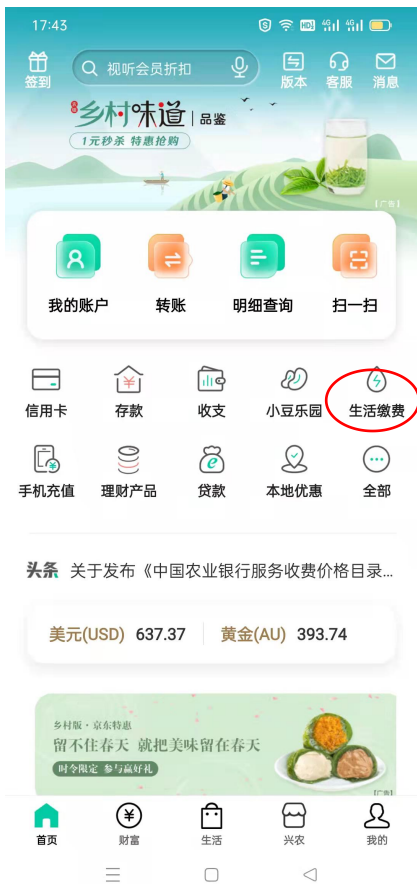 17:43
HD 4G 4G
签到
视听会员折扣
版本
客服
消息
乡村味道 | 品鉴
1元秒杀 特惠抢购
【广告】
我的账户
转账
明细查询
扫一扫
信用卡
存款
收支
小豆乐园
生活缴费
手机充值
理财产品
贷款
本地优惠
全部
头条 关于发布《中国农业银行服务收费价格目录...
美元(USD) 637.37
黄金(AU) 393.74
乡村版·京东特惠
留不住春天 就把美味留在春天
时令限定 参与赢好礼
首页
财富
生活
兴农
我的